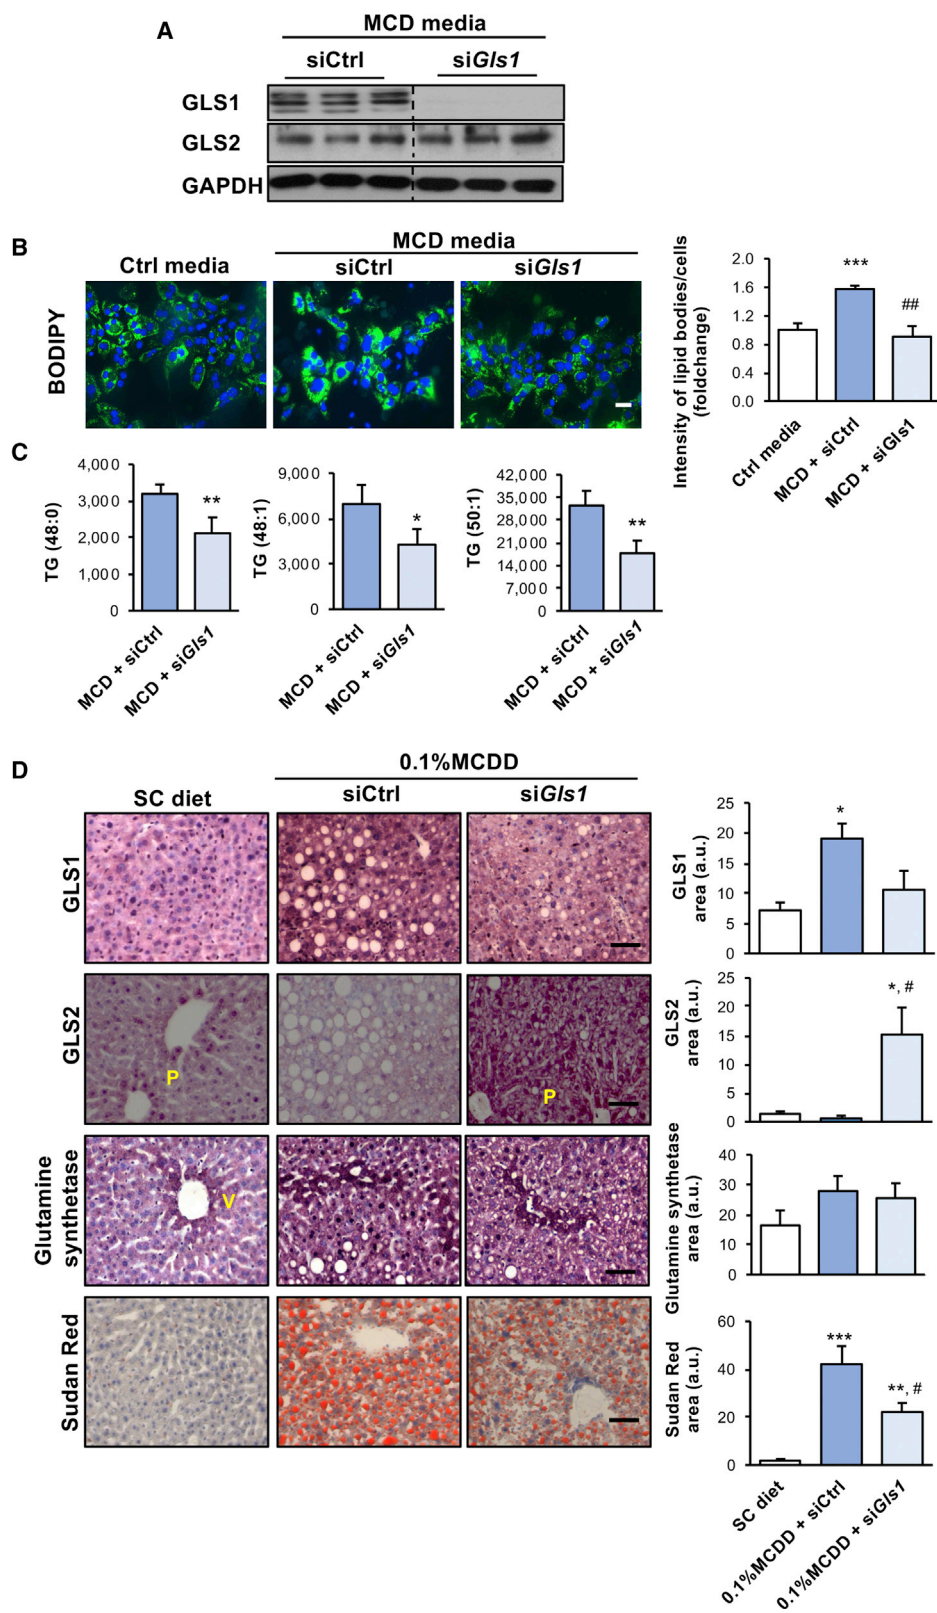 A
MCD media
siCtrl
siGls1
GLS1
GLS2
GAPDH
B
MCD media
Ctrl media
siCtrl
siGls1
BODIPY
Intensity of lipid bodies/cells
(foldchange)
2.0
1.6
1.2
0.8
0.4
0.0
***
##
Ctrl media
MCD + siCtrl
MCD + siGls1
C
TG (48:0)
4,000
3,000
2,000
1,000
0
**
MCD + siCtrl
MCD + siGls1
TG (48:1)
9,000
6,000
3,000
0
*
MCD + siCtrl
MCD + siGls1
TG (50:1)
42,000
35,000
28,000
21,000
14,000
7,000
0
**
MCD + siCtrl
MCD + siGls1
D
0.1%MCDD
SC diet
siCtrl
siGls1
GLS1
GLS1
area (a.u.)
25
20
15
10
5
0
*
GLS2
P
P
GLS2
area (a.u.)
25
20
15
10
5
0
*, #
Glutamine
synthetase
V
Glutamine synthetase
area (a.u.)
40
30
20
10
0
Sudan Red
Sudan Red
area (a.u.)
60
40
20
0
***
**, #
SC diet
0.1%MCDD + siCtrl
0.1%MCDD + siGls1